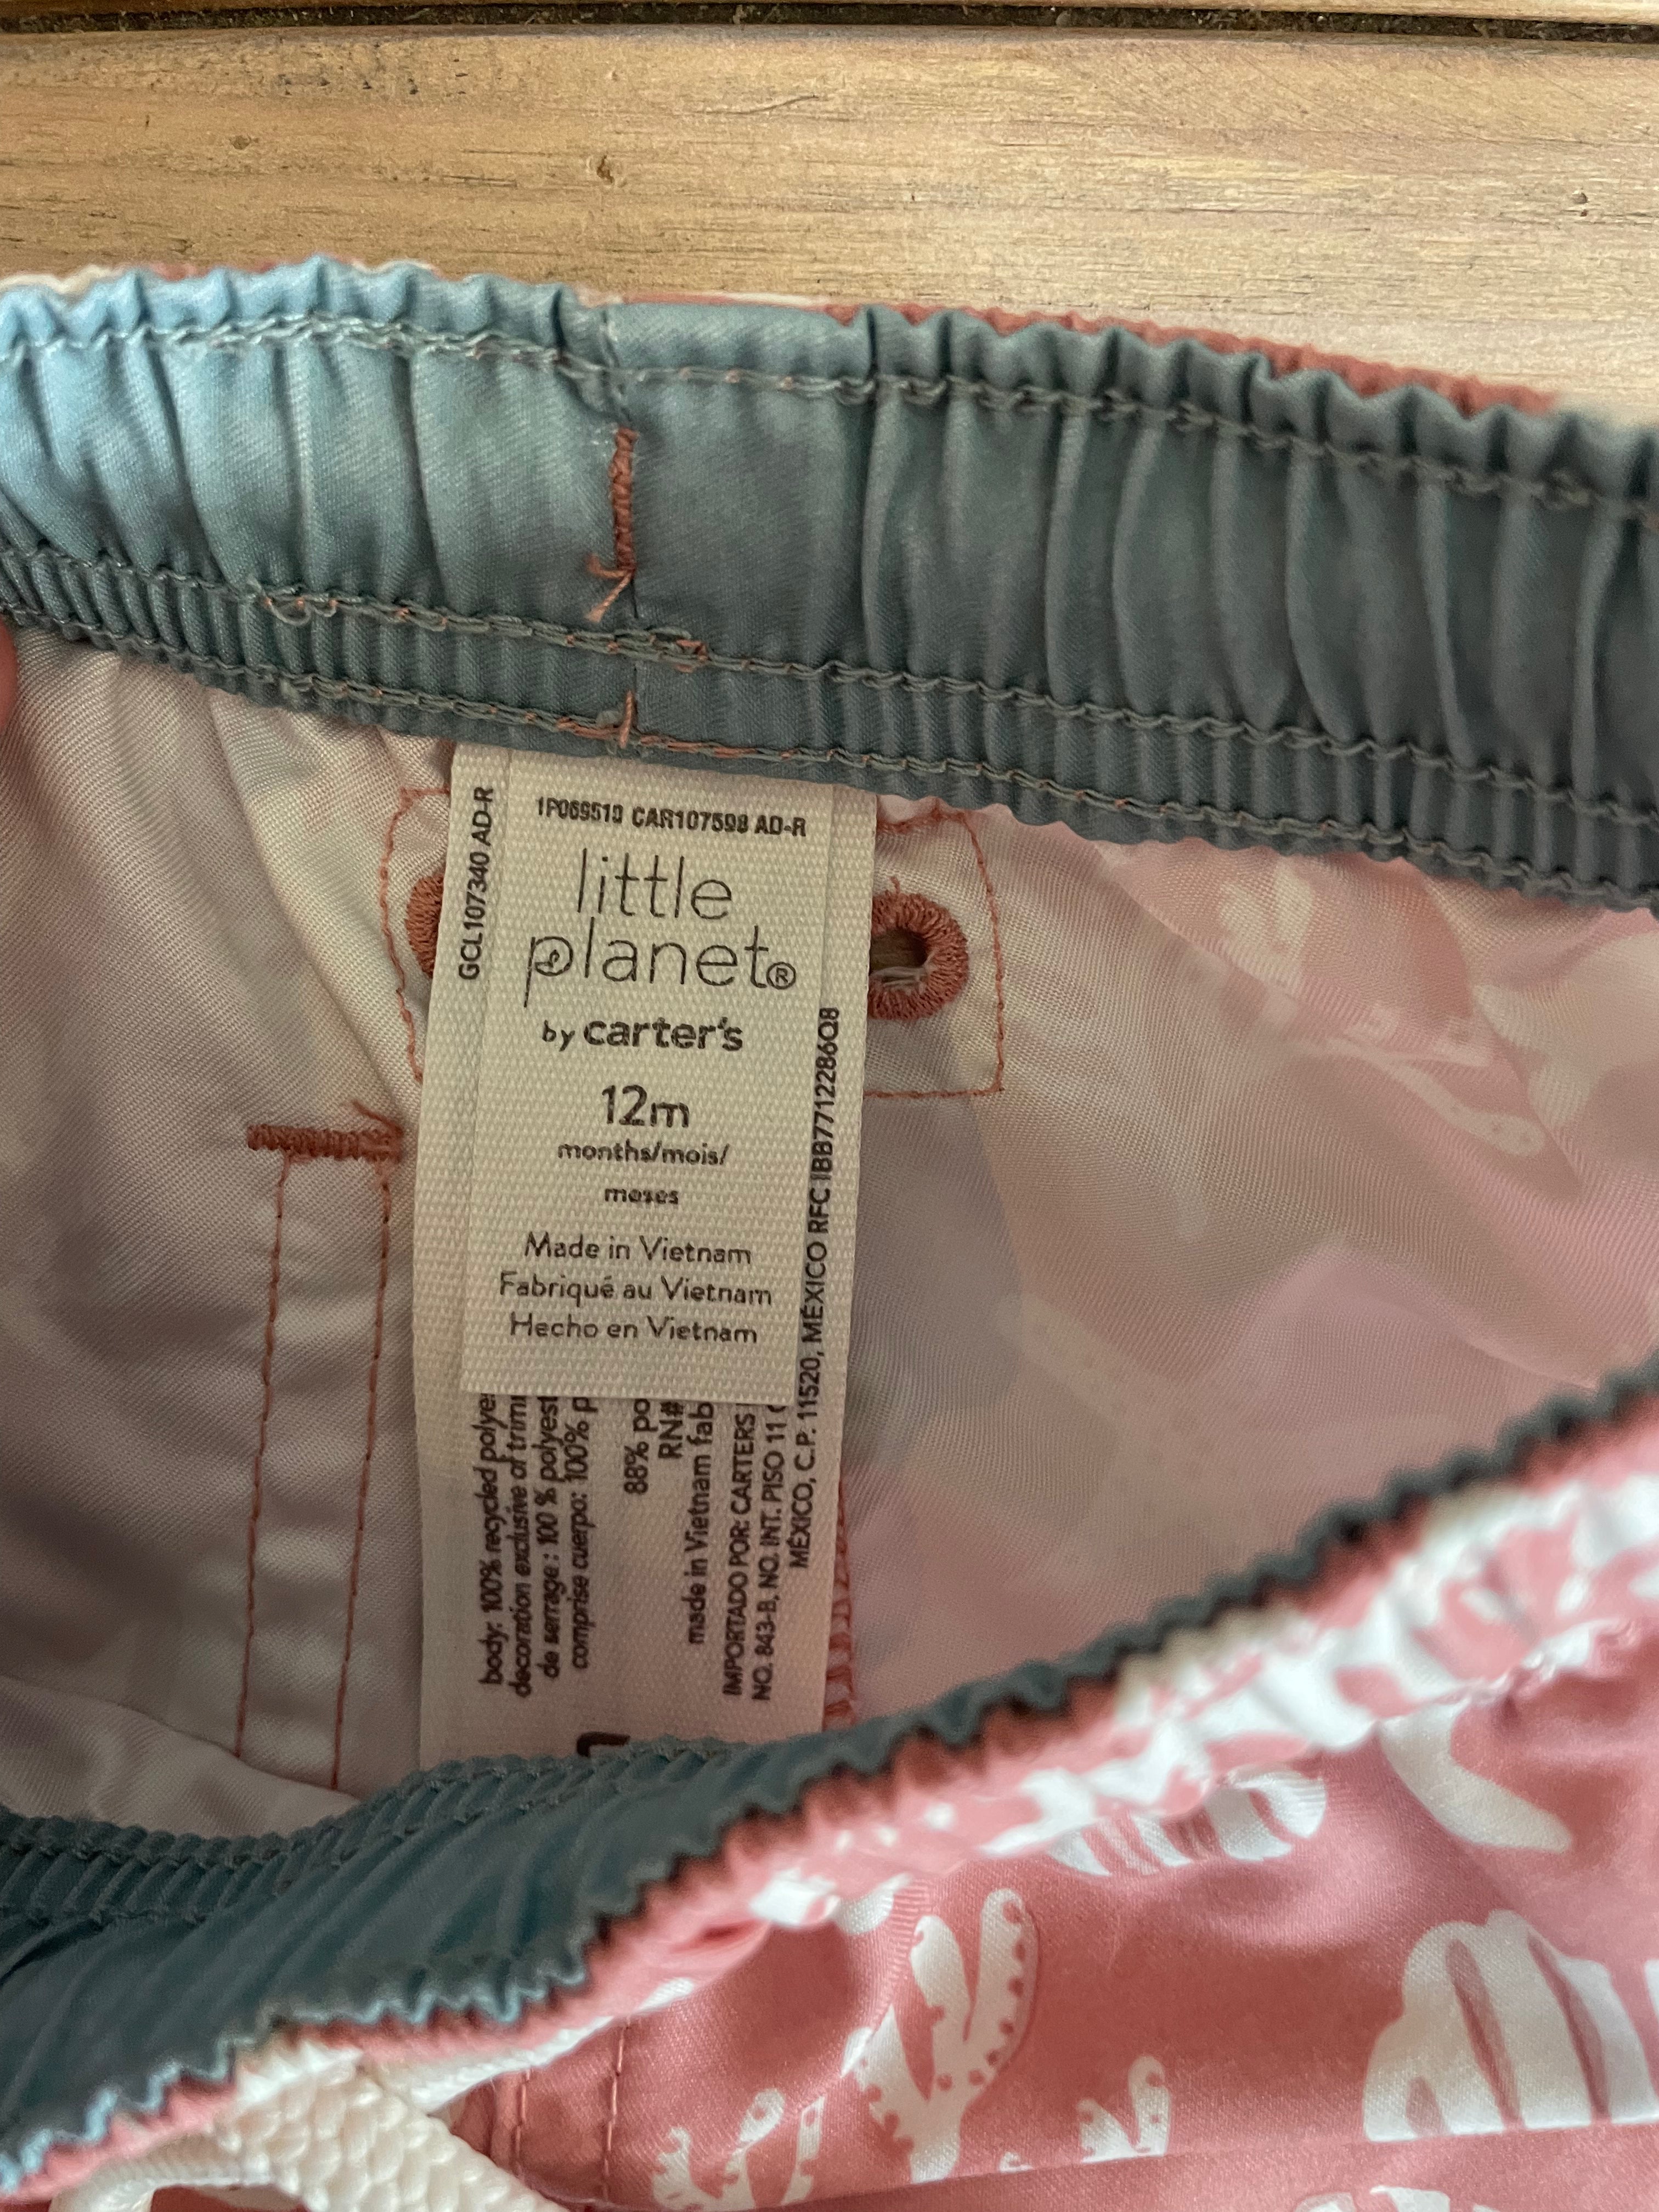 1P069510 CAR107598 AD-R
little
planet®
by carter's
12m
months/mois/
meses
Made in Vietnam
Fabriqué au Vietnam
Hecho en Vietnam
GCL107340 AD-R
body: 100% recycled polye
decoration exclusive of trim
de serrage : 100 % polyest
comprise cuerpo: 100% p
88% po
RN#
made in Vietnam fab
IMPORTADO POR: CARTERS
NO. 843-B, NO. INT. PISO 11
MÉXICO, C.P. 11520, MÉXICO RFC IBB7712286Q8